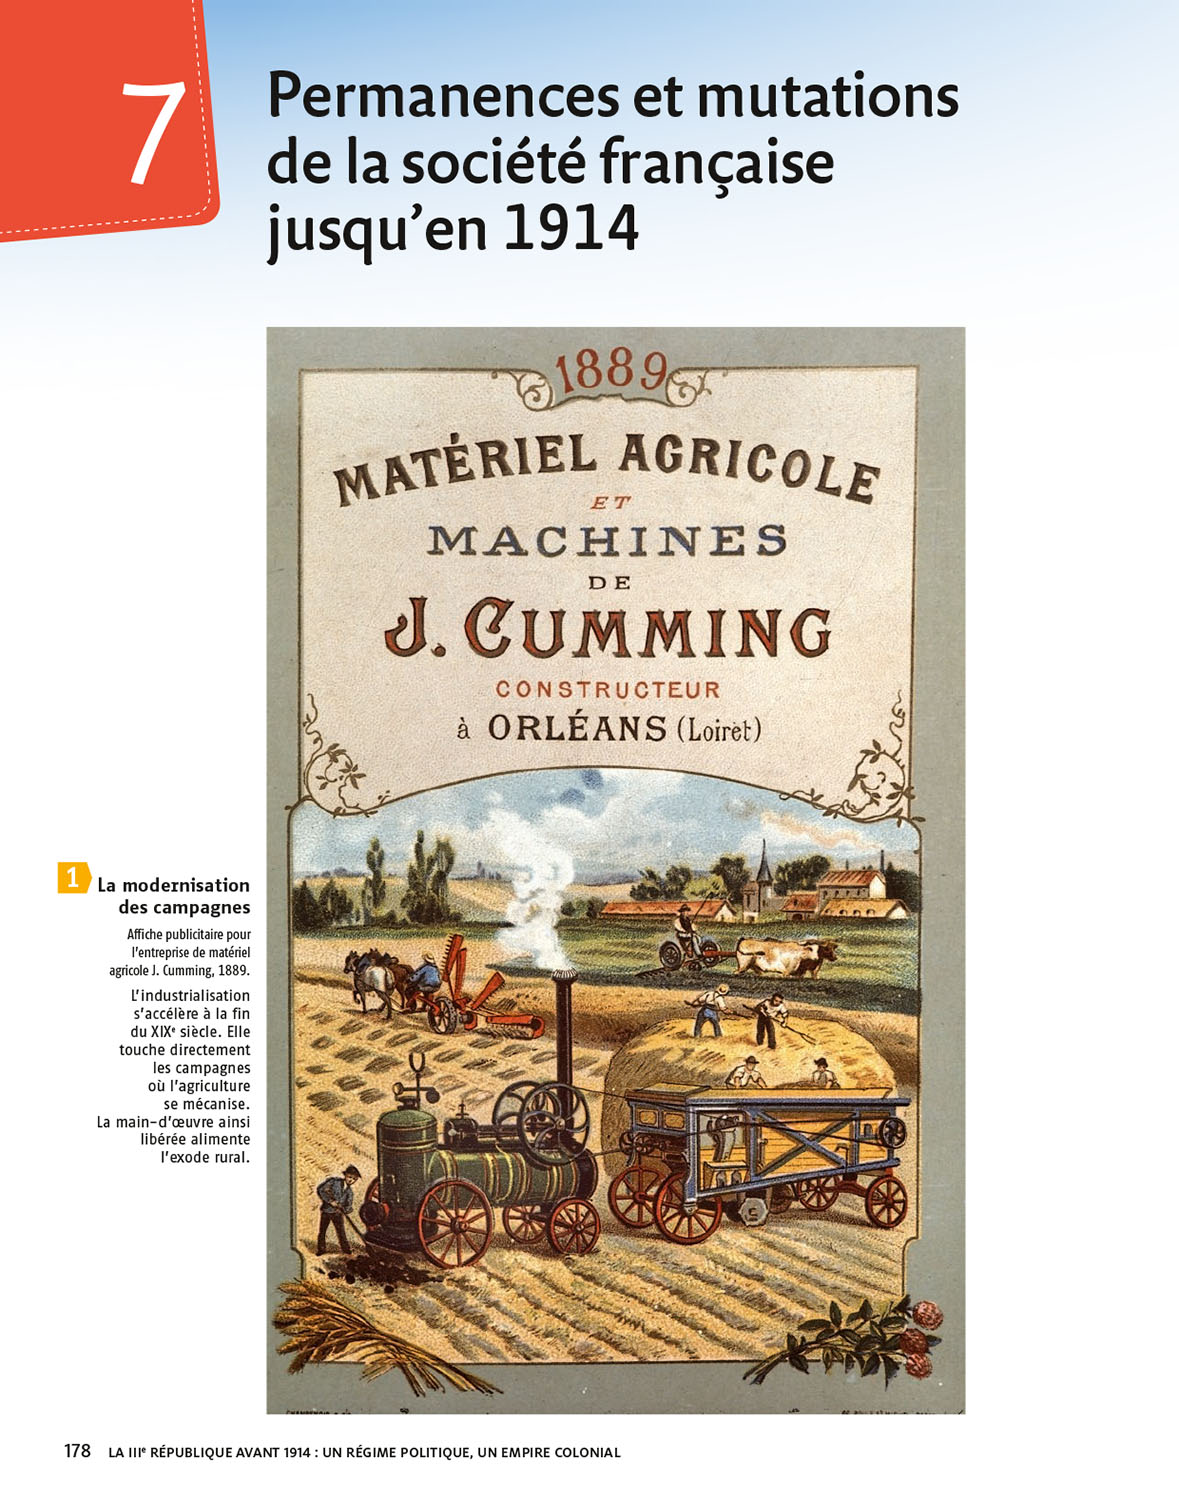 7
Permanences et mutations
de la société française
jusqu’en 1914
1889
MATÉRIEL AGRICOLE
ET
MACHINES
DE
J. CUMMING
CONSTRUCTEUR
à ORLÉANS (Loiret)
1 La modernisation
des campagnes
Affiche publicitaire pour
l’entreprise de matériel
agricole J. Cumming, 1889.
L’industrialisation
s’accélère à la fin
du XIXᵉ siècle. Elle
touche directement
les campagnes
où l’agriculture
se mécanise.
La main-d’œuvre ainsi
libérée alimente
l’exode rural.
178 LA IIIᵉ RÉPUBLIQUE AVANT 1914 : UN RÉGIME POLITIQUE, UN EMPIRE COLONIAL